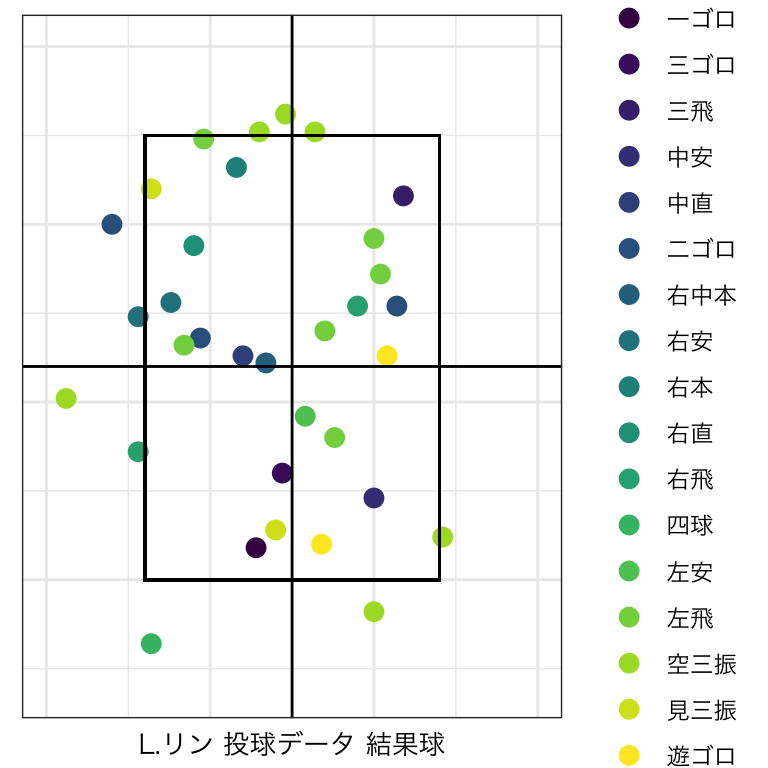 一ゴロ
三ゴロ
三飛
中安
中直
二ゴロ
右中本
右安
右本
右直
右飛
四球
左安
左飛
空三振
見三振
遊ゴロ
L.リン 投球データ 結果球